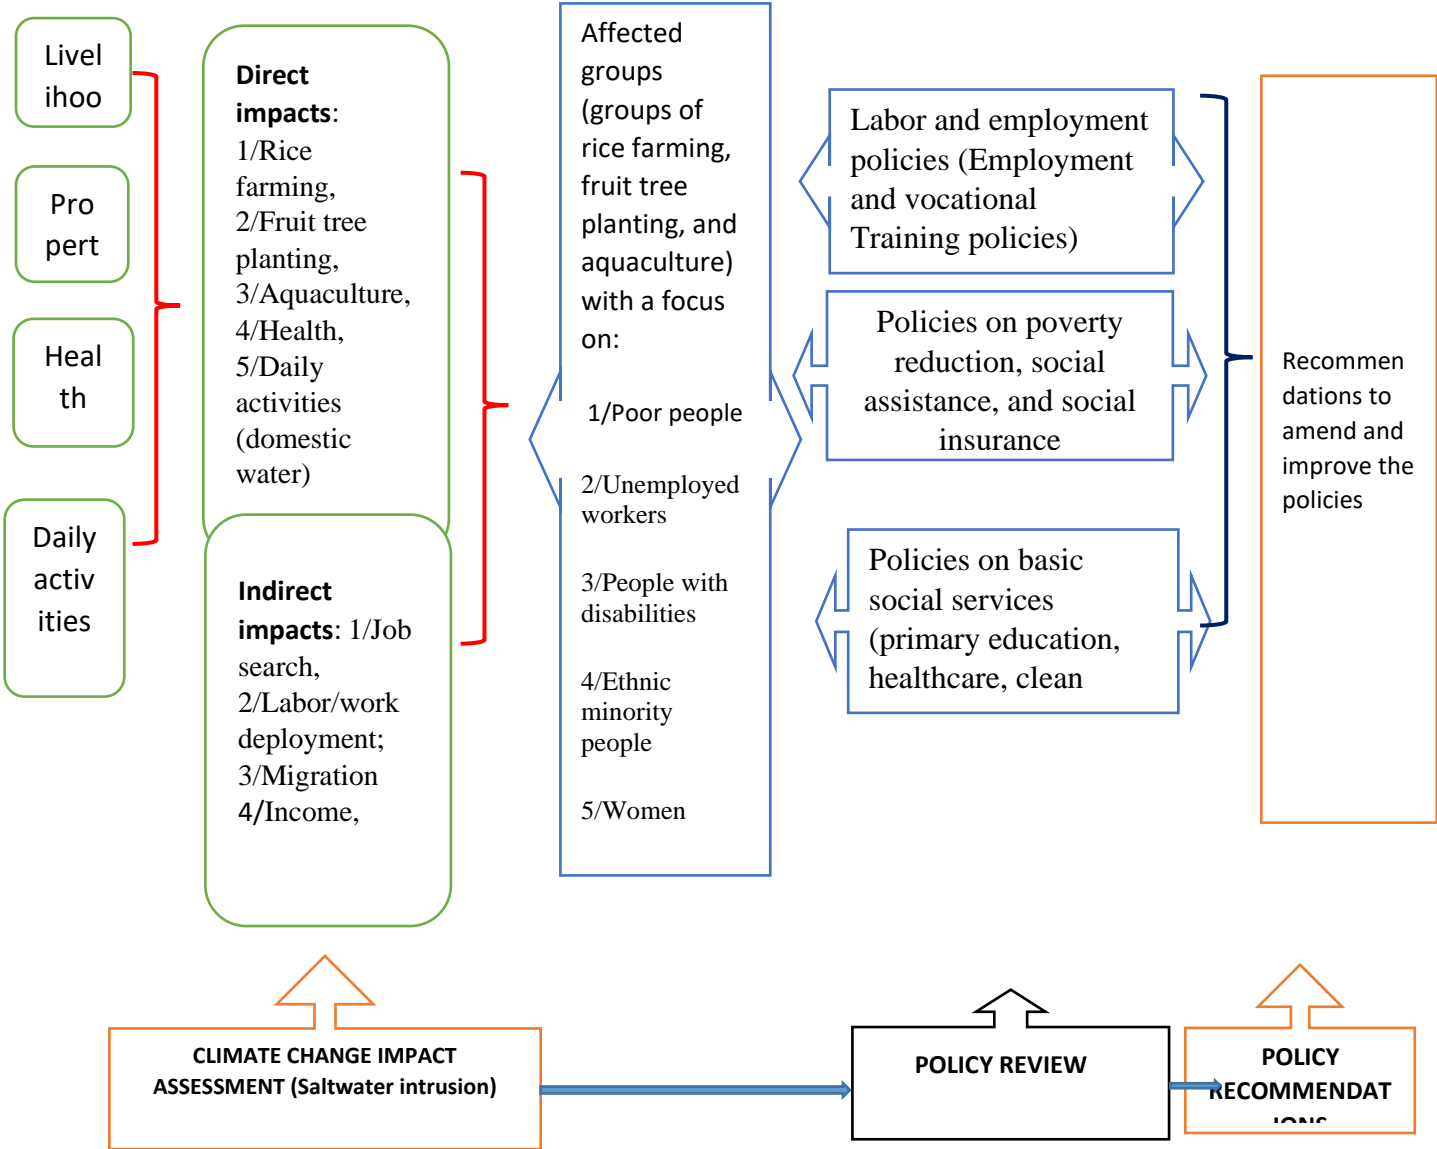 Livel
ihoo
Pro
pert
Heal
th
Daily
activ
ities
Direct
impacts:
1/Rice
farming,
2/Fruit tree
planting,
3/Aquaculture,
4/Health,
5/Daily
activities
(domestic
water)
Indirect
impacts: 1/Job
search,
2/Labor/work
deployment;
3/Migration
4/Income,
Affected
groups
(groups of
rice farming,
fruit tree
planting, and
aquaculture)
with a focus
on:
1/Poor people
2/Unemployed
workers
3/People with
disabilities
4/Ethnic
minority
people
5/Women
Labor and employment
policies (Employment
and vocational
Training policies)
Policies on poverty
reduction, social
assistance, and social
insurance
Policies on basic
social services
(primary education,
healthcare, clean
Recommen
dations to
amend and
improve the
policies
CLIMATE CHANGE IMPACT
ASSESSMENT (Saltwater intrusion)
POLICY REVIEW
POLICY
RECOMMENDAT
IONS